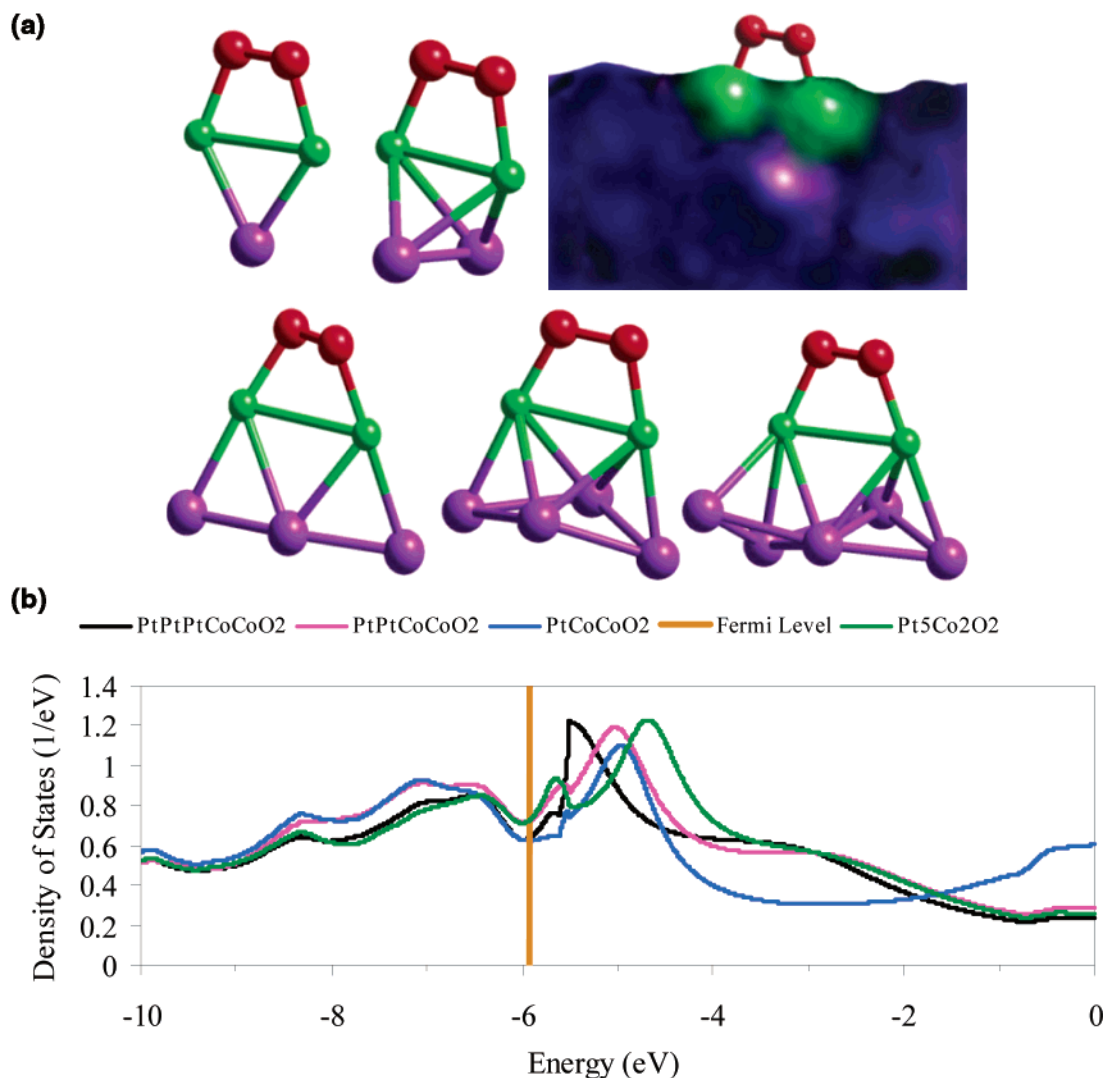 (a)
(b)
PtPtPtCoCoO2 PtPtCoCoO2 PtCoCoO2 Fermi Level Pt5Co2O2
1.4
1.2
1
0.8
0.6
0.4
0.2
0
Density of States (1/eV)
-10 -8 -6 -4 -2 0
Energy (eV)